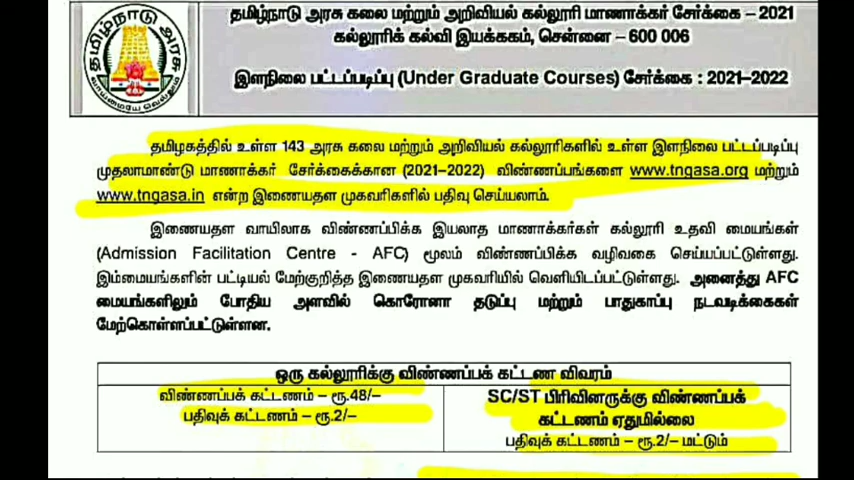 தமிழ்நாடு அரசு கலை மற்றும் அறிவியல் கல்லூரி மாணாக்கர் சேர்க்கை – 2021
கல்லூரிக் கல்வி இயக்ககம், சென்னை – 600 006
இளநிலை பட்டப்படிப்பு (Under Graduate Courses) சேர்க்கை : 2021-2022
தமிழ்நாடு அரசு
வாய்மையே வெல்லும்
தமிழகத்தில் உள்ள 143 அரசு கலை மற்றும் அறிவியல் கல்லூரிகளில் உள்ள இளநிலை பட்டப்படிப்பு
முதலாமாண்டு மாணாக்கர் சேர்க்கைக்கான (2021–2022) விண்ணப்பங்களை www.tngasa.org மற்றும்
www.tngasa.in என்ற இணையதள முகவரிகளில் பதிவு செய்யலாம்.
இணையதள வாயிலாக விண்ணப்பிக்க இயலாத மாணாக்கர்கள் கல்லூரி உதவி மையங்கள்
(Admission Facilitation Centre - AFC) மூலம் விண்ணப்பிக்க வழிவகை செய்யப்பட்டுள்ளது.
இம்மையங்களின் பட்டியல் மேற்குறித்த இணையதள முகவரியில் வெளியிடப்பட்டுள்ளது. அனைத்து AFC
மையங்களிலும் போதிய அளவில் கொரோனா தடுப்பு மற்றும் பாதுகாப்பு நடவடிக்கைகள்
மேற்கொள்ளப்பட்டுள்ளன.
ஒரு கல்லூரிக்கு விண்ணப்பக் கட்டண விவரம்
விண்ணப்பக் கட்டணம் – ரூ.48/–
பதிவுக் கட்டணம் – ரூ.2/–
SC/ST பிரிவினருக்கு விண்ணப்பக்
கட்டணம் ஏதுமில்லை
பதிவுக் கட்டணம் – ரூ.2/– மட்டும்